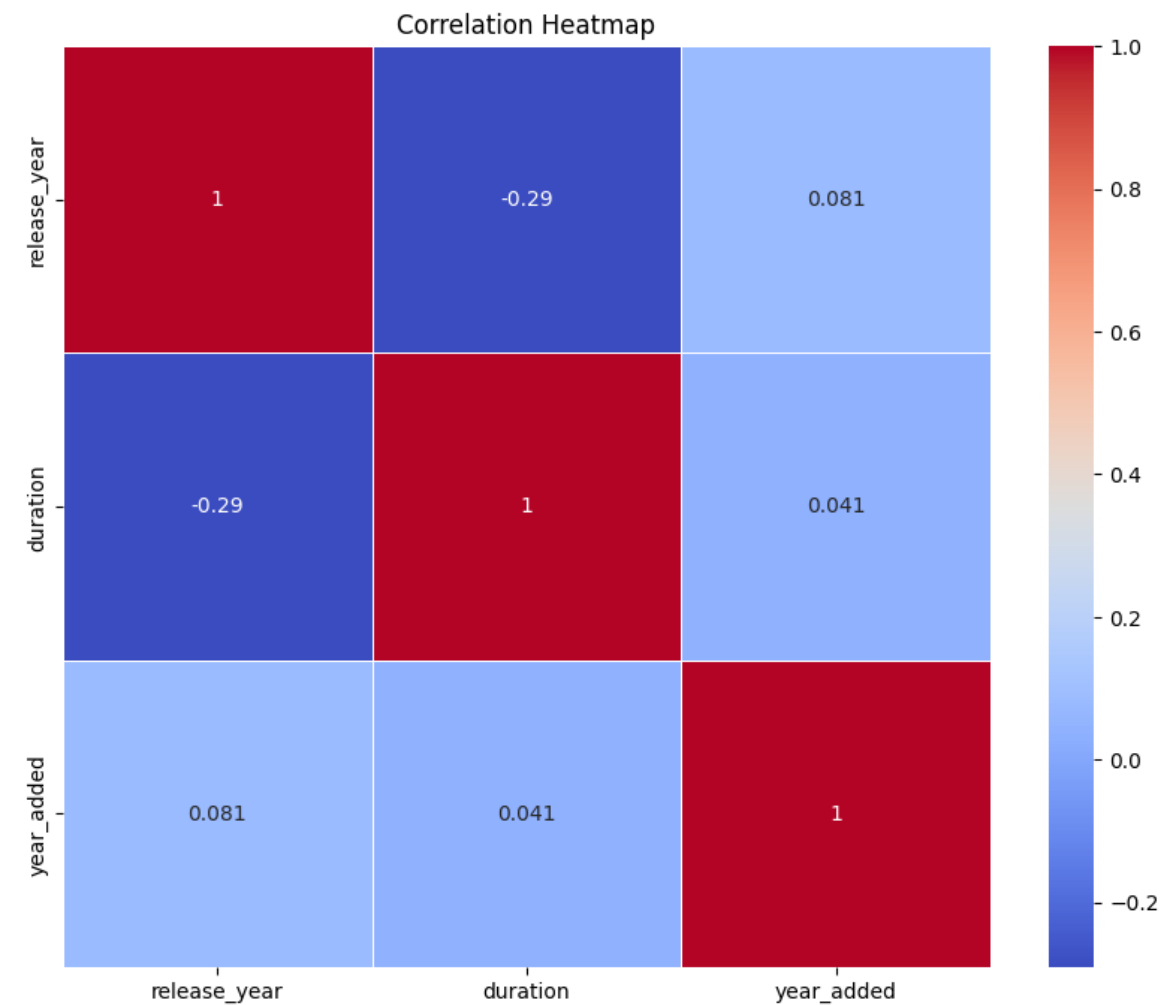 Correlation Heatmap
release_year
1
-0.29
0.081
duration
-0.29
1
0.041
year_added
0.081
0.041
1
release_year
duration
year_added
1.0
0.8
0.6
0.4
0.2
0.0
−0.2